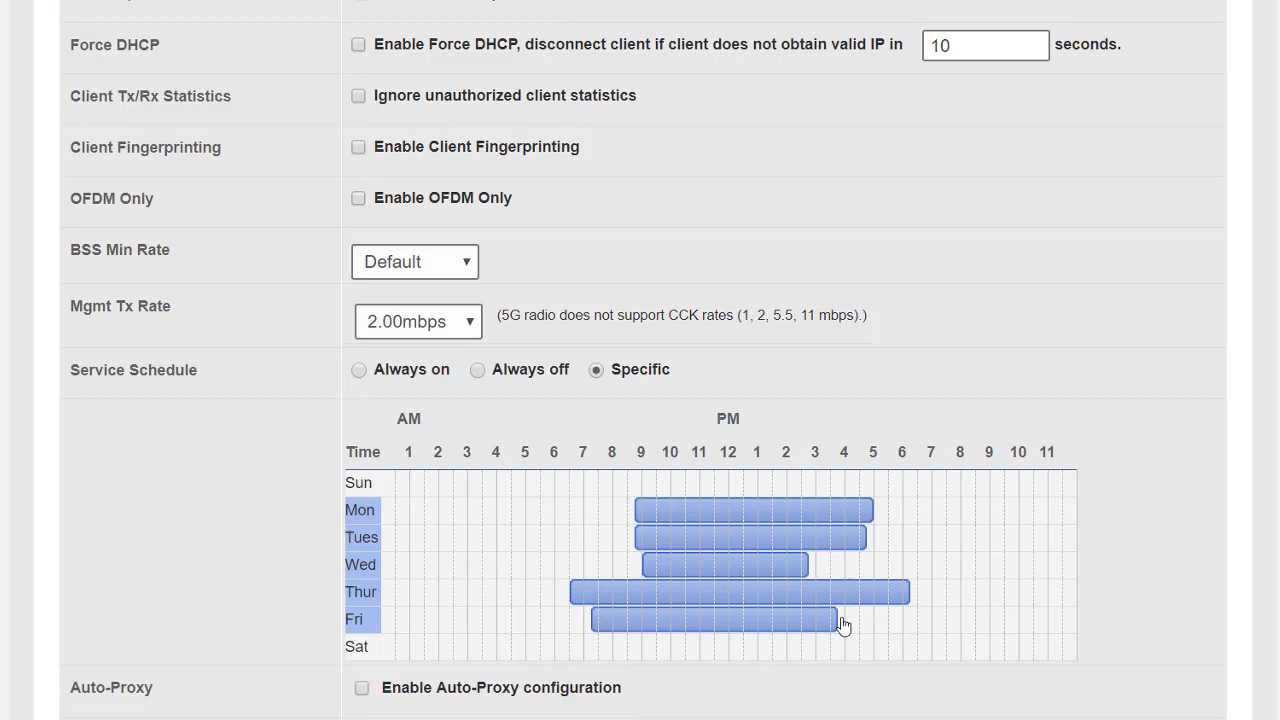 Force DHCP
Enable Force DHCP, disconnect client if client does not obtain valid IP in 10 seconds.
Client Tx/Rx Statistics
Ignore unauthorized client statistics
Client Fingerprinting
Enable Client Fingerprinting
OFDM Only
Enable OFDM Only
BSS Min Rate
Default
Mgmt Tx Rate
2.00mbps (5G radio does not support CCK rates (1, 2, 5.5, 11 mbps).)
Service Schedule
Always on Always off Specific
AM PM
Time 1 2 3 4 5 6 7 8 9 10 11 12 1 2 3 4 5 6 7 8 9 10 11
Sun
Mon
Tues
Wed
Thur
Fri
Sat
Auto-Proxy
Enable Auto-Proxy configuration